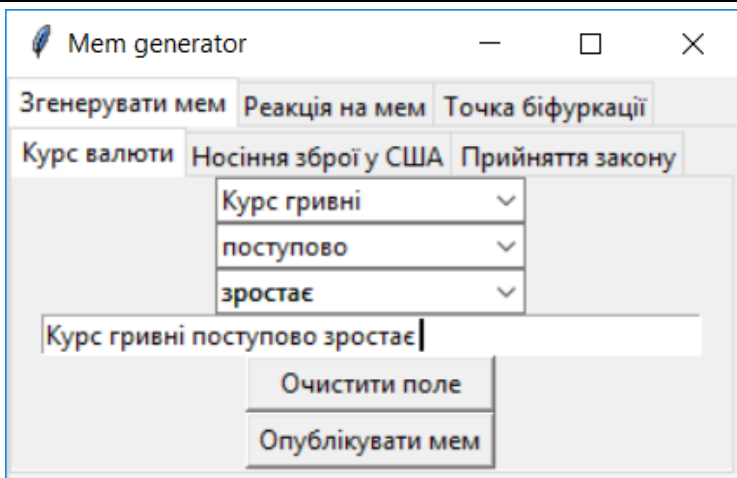 Mem generator
Згенерувати мем Реакція на мем Точка біфуркації
Курс валюти Носіння зброї у США Прийняття закону
Курс гривні
поступово
зростає
Курс гривні поступово зростає
Очистити поле
Опублікувати мем